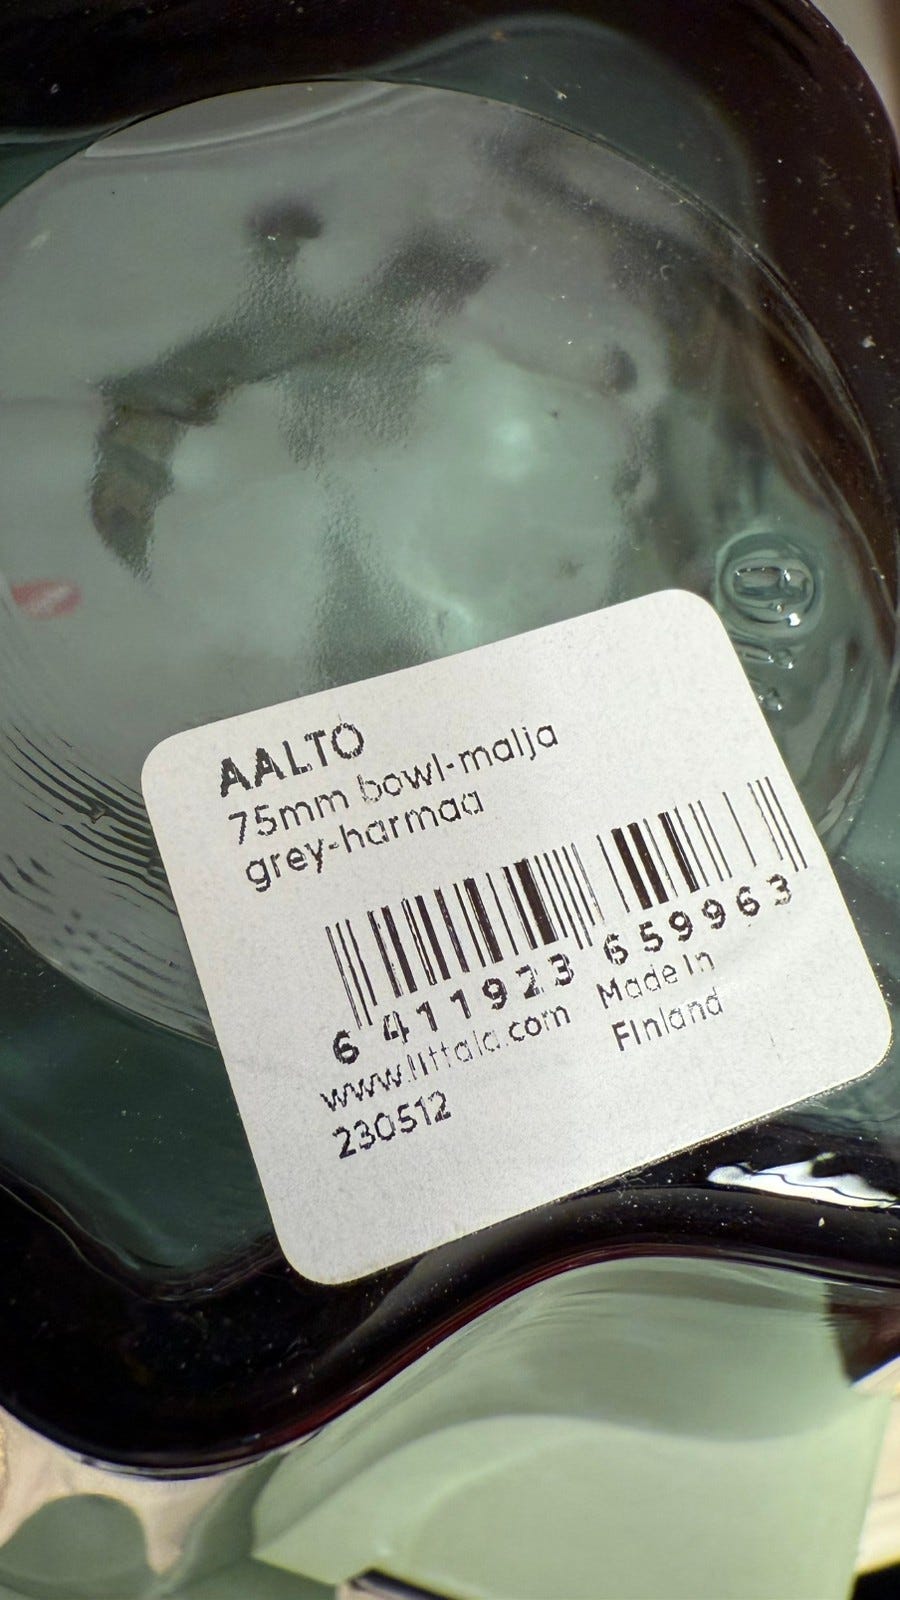 AALTO
75mm bowl-malja
grey-harmaa
6 411923 659963
www.iittala.com
Made in
Finland
230512